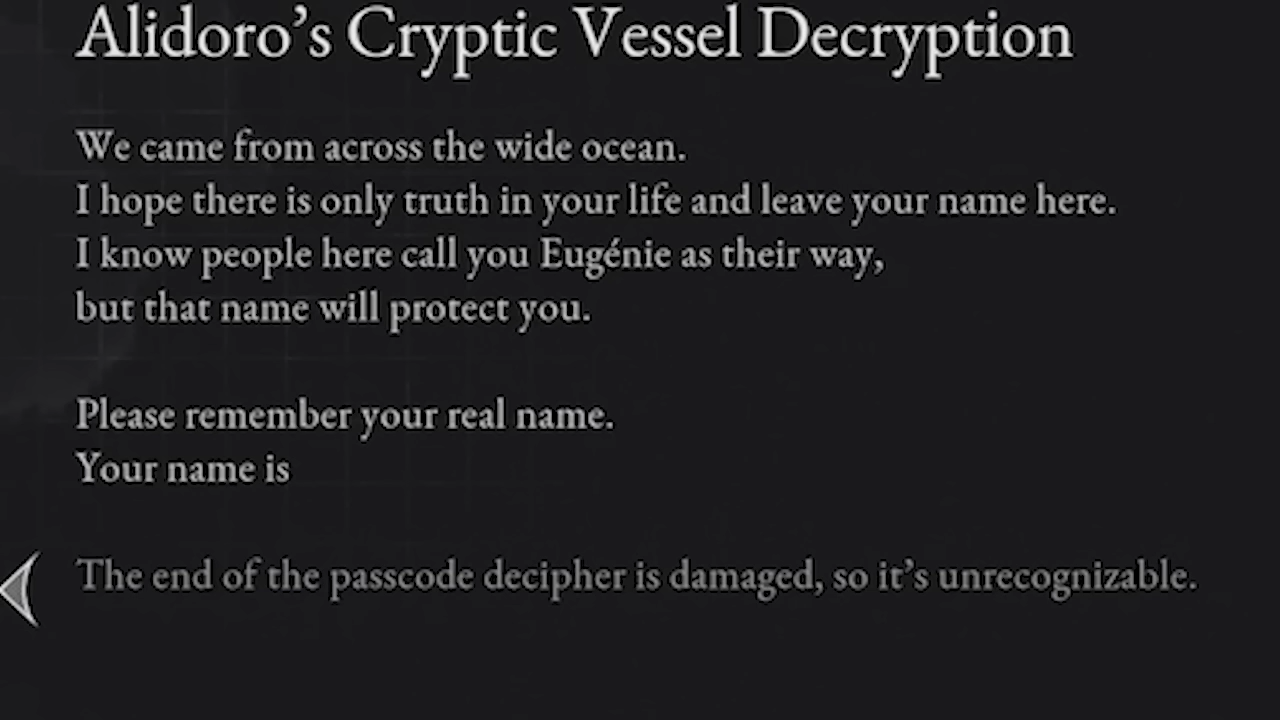 Alidoro’s Cryptic Vessel Decryption
We came from across the wide ocean.
I hope there is only truth in your life and leave your name here.
I know people here call you Eugénie as their way,
but that name will protect you.
Please remember your real name.
Your name is
The end of the passcode decipher is damaged, so it’s unrecognizable.